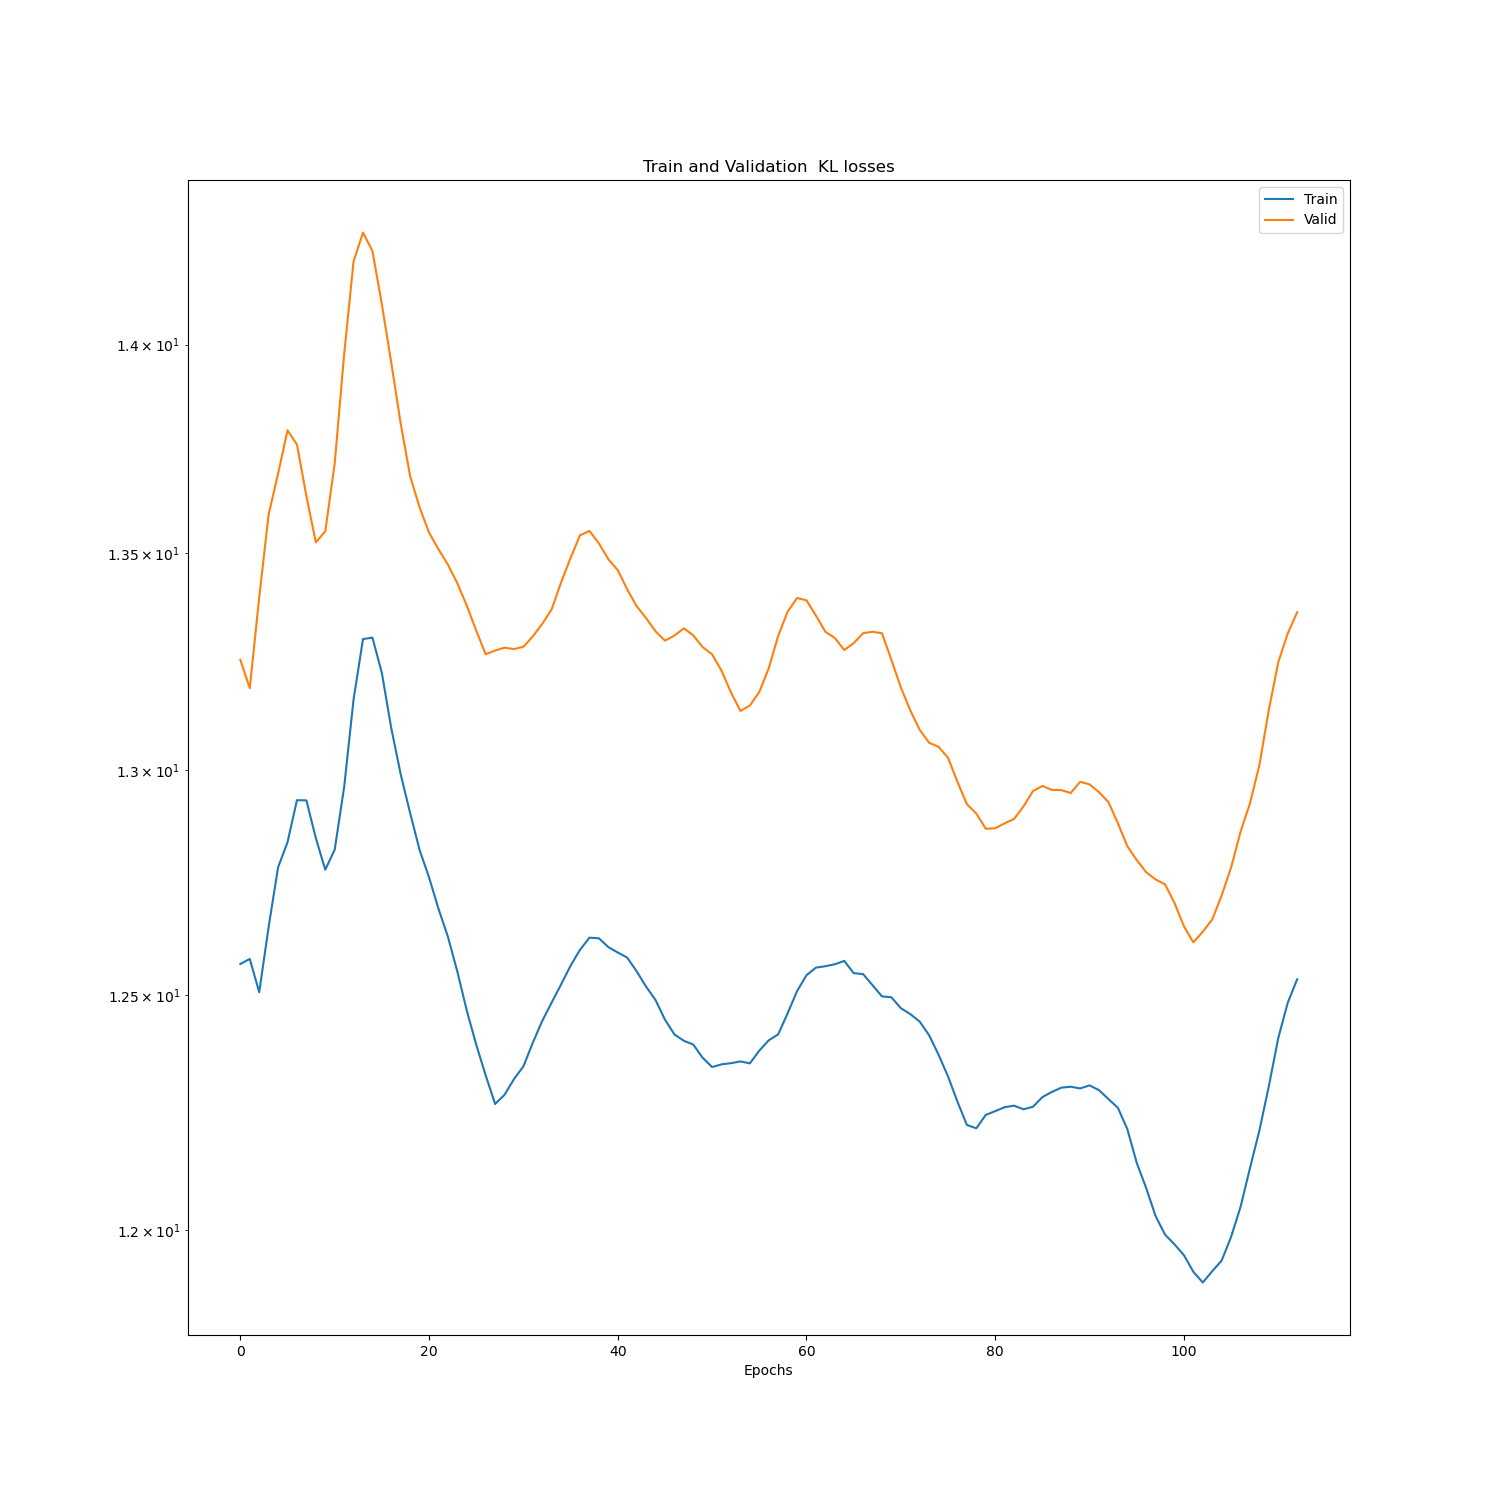 Train and Validation  KL losses
Train
Valid
1.4 × 10¹
1.35 × 10¹
1.3 × 10¹
1.25 × 10¹
1.2 × 10¹
0 20 40 60 80 100
Epochs